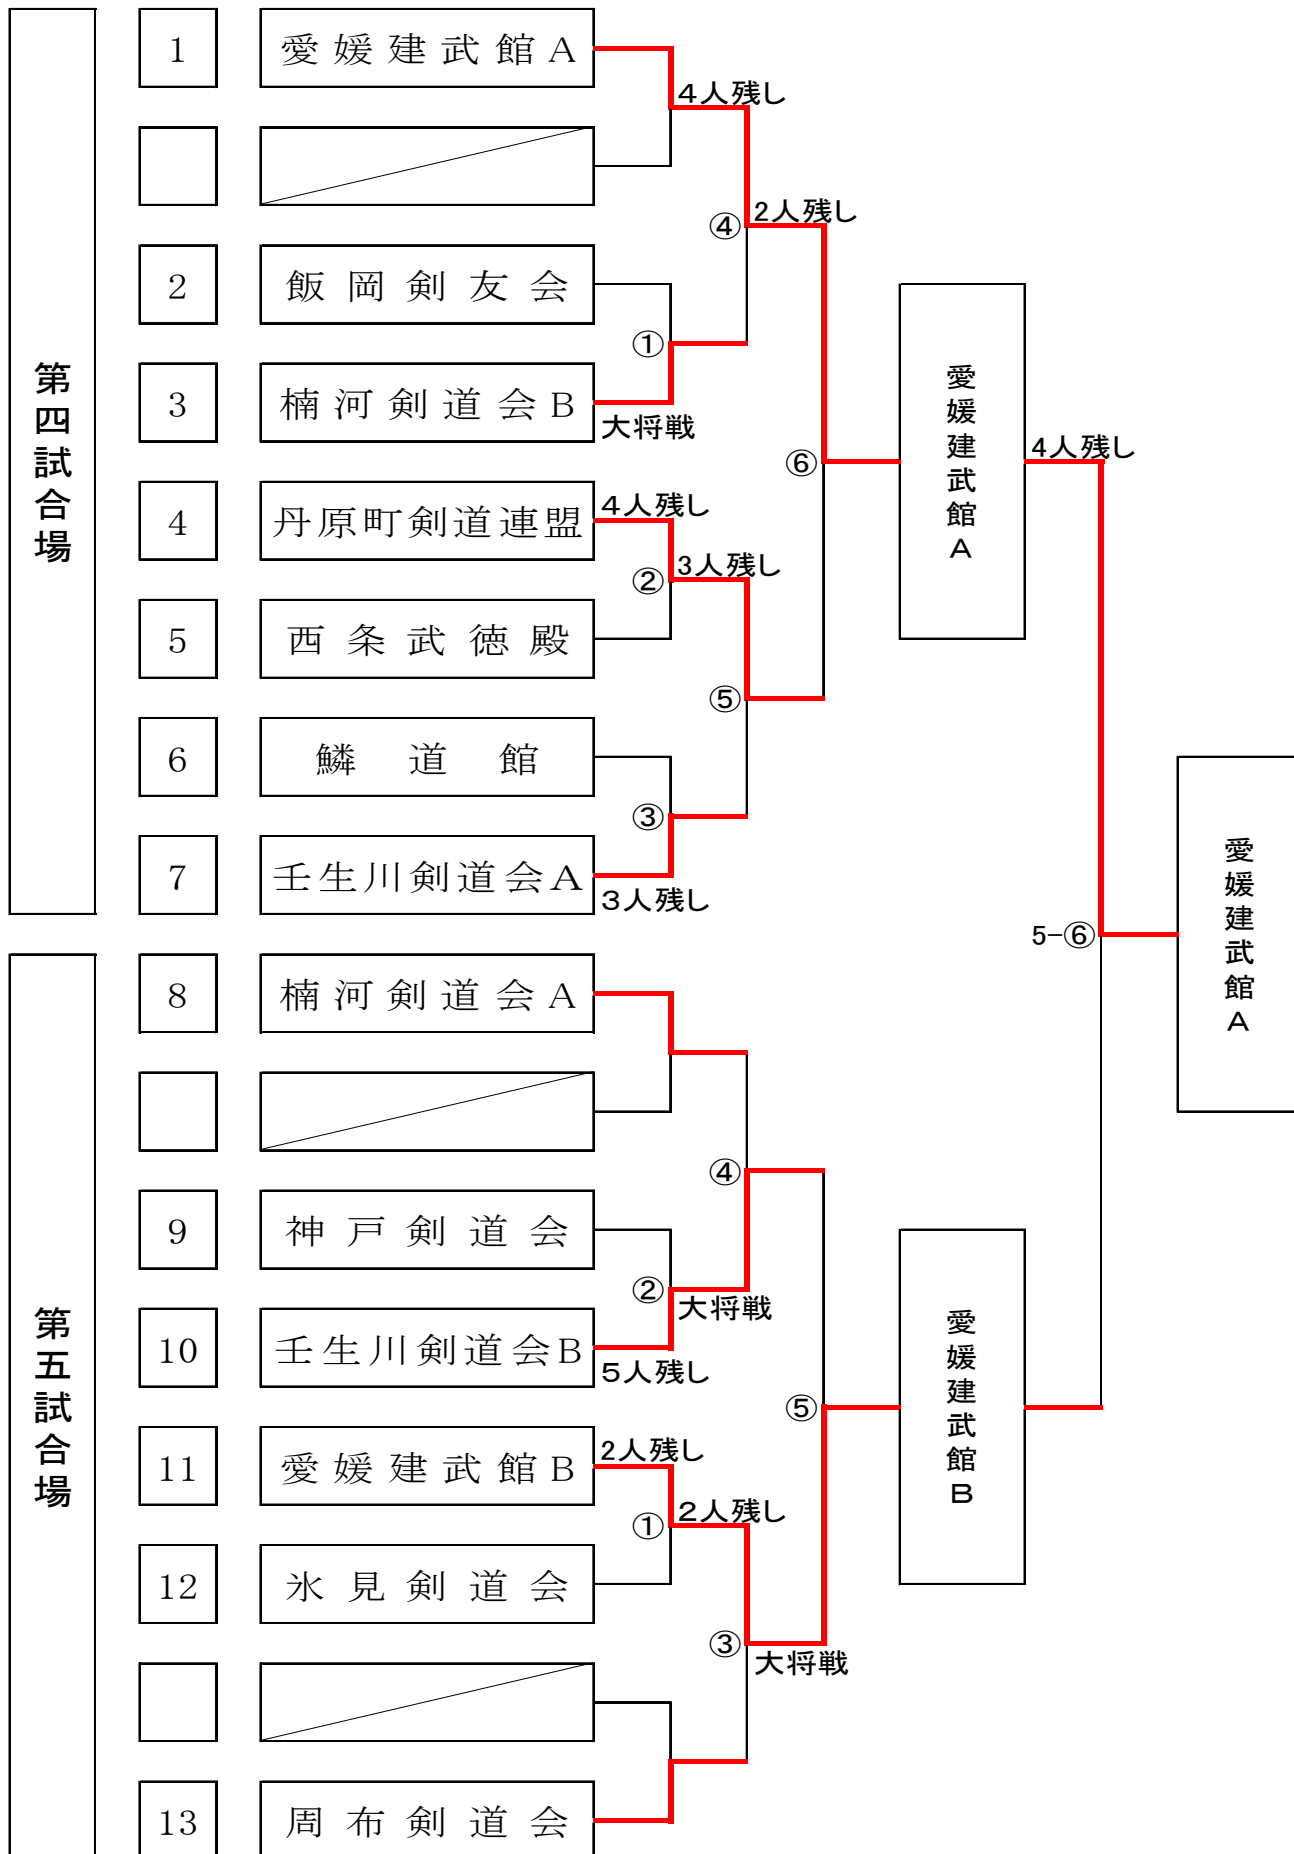 第四試合場
1
愛媛建武館A
4人残し
④
2人残し
2
飯岡剣友会
①
3
楠河剣道会B
大将戦
⑥
愛媛建武館A
4人残し
4
丹原町剣道連盟
4人残し
②
3人残し
5
西条武徳殿
⑤
6
鱗道館
③
7
壬生川剣道会A
3人残し
5-⑥
愛媛建武館A
第五試合場
8
楠河剣道会A
④
9
神戸剣道会
②
大将戦
10
壬生川剣道会B
5人残し
⑤
愛媛建武館B
11
愛媛建武館B
2人残し
①
2人残し
12
氷見剣道会
③
大将戦
13
周布剣道会